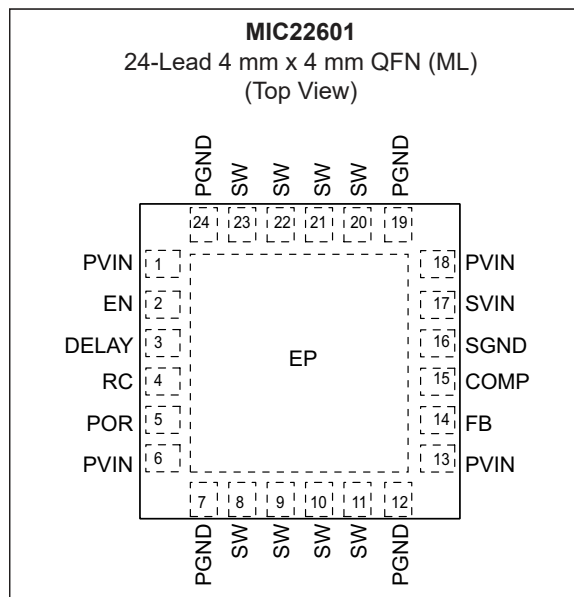 MIC22601
24-Lead 4 mm x 4 mm QFN (ML)
(Top View)
PGND SW SW SW SW PGND
24 23 22 21 20 19
PVIN 1 18 PVIN
EN 2 17 SVIN
DELAY 3 16 SGND
EP
RC 4 15 COMP
POR 5 14 FB
PVIN 6 13 PVIN
7 8 9 10 11 12
PGND SW SW SW SW PGND